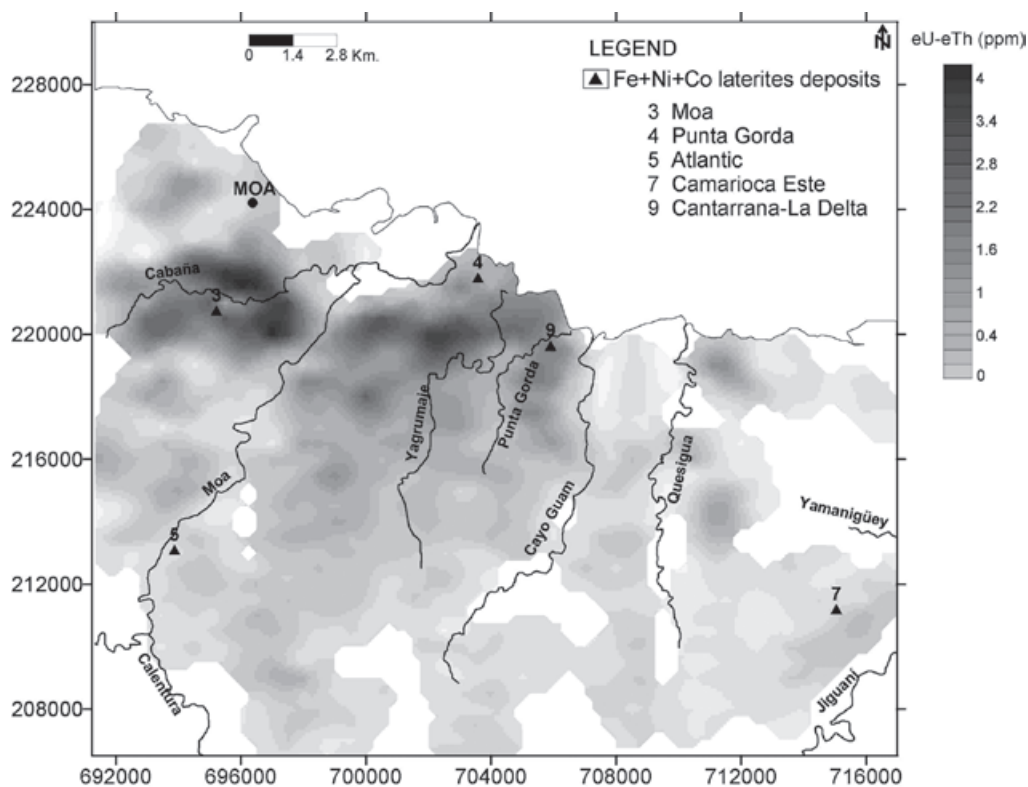 N
eU-eTh (ppm)
0 1.4 2.8 Km.
LEGEND
Fe+Ni+Co laterites deposits
3 Moa
4 Punta Gorda
5 Atlantic
7 Camarioca Este
9 Cantarrana-La Delta
4
3.4
2.8
2.2
1.6
1
0.4
0
228000
224000
220000
216000
212000
208000
MOA
Cabaña
3
4
9
Yagrumaje
Punta Gorda
Moa
Cayo Guam
Quesigua
Yamanigüey
5
7
Calentura
Jiguaní
692000 696000 700000 704000 708000 712000 716000